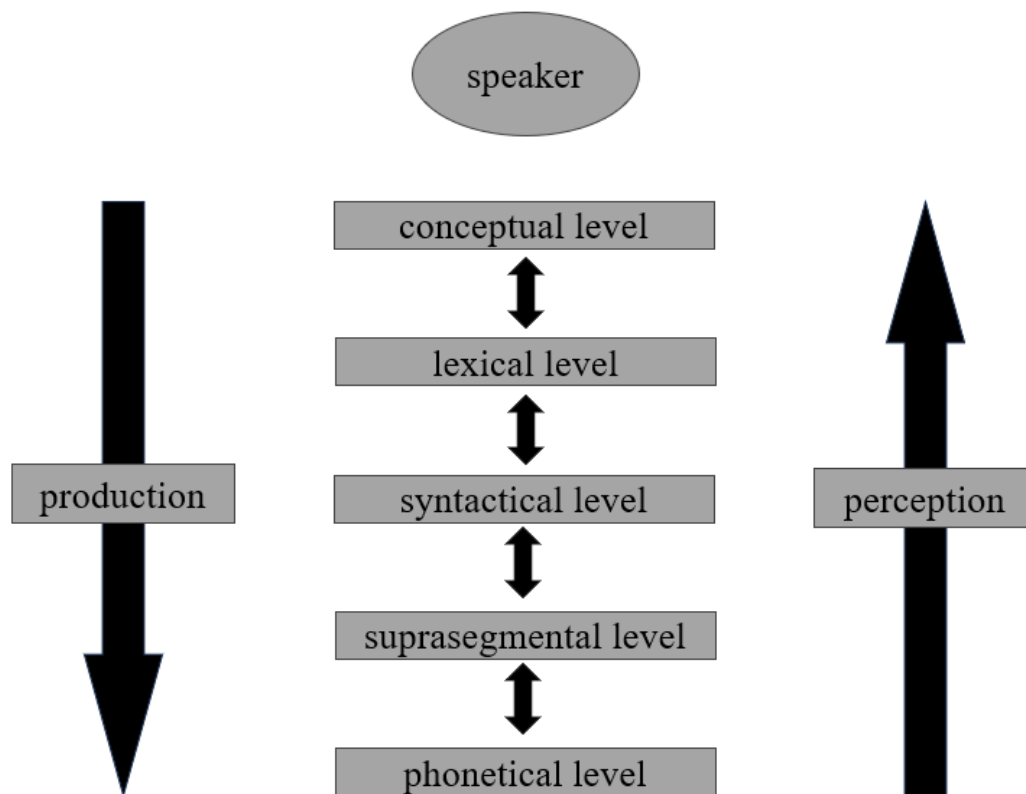 speaker
conceptual level
lexical level
production
syntactical level
perception
suprasegmental level
phonetical level